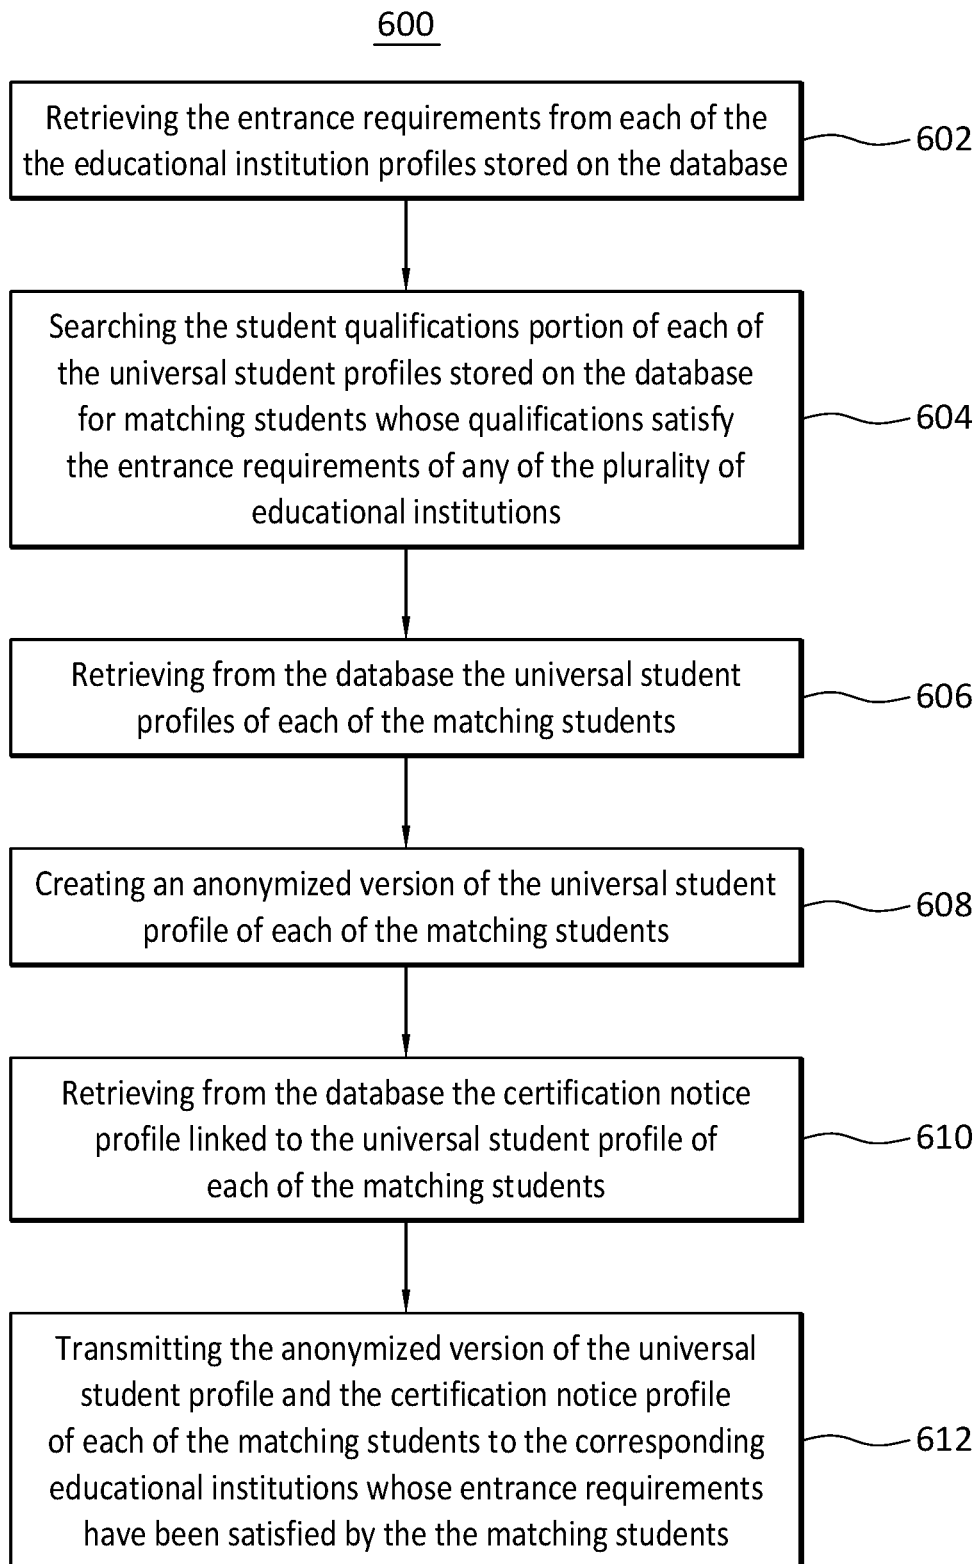 600
Retrieving the entrance requirements from each of the
the educational institution profiles stored on the database
602
Searching the student qualifications portion of each of
the universal student profiles stored on the database
for matching students whose qualifications satisfy
the entrance requirements of any of the plurality of
educational institutions
604
Retrieving from the database the universal student
profiles of each of the matching students
606
Creating an anonymized version of the universal student
profile of each of the matching students
608
Retrieving from the database the certification notice
profile linked to the universal student profile of
each of the matching students
610
Transmitting the anonymized version of the universal
student profile and the certification notice profile
of each of the matching students to the corresponding
educational institutions whose entrance requirements
have been satisfied by the the matching students
612